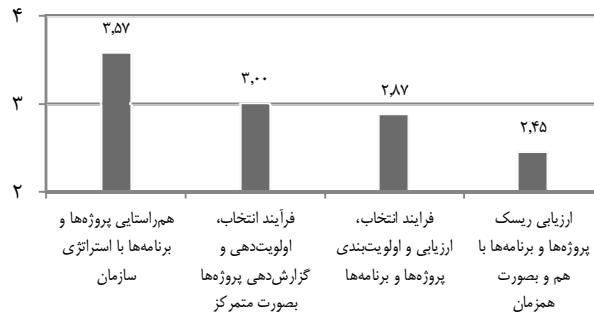 ۴
۳
۲
۳٫۵۷
۳٫۰۰
۲٫۸۷
۲٫۴۵
هم‌راستایی پروژه‌ها و
برنامه‌ها با استراتژی
سازمان
فرآیند انتخاب،
اولویت‌دهی و
گزارش‌دهی پروژه‌ها
بصورت متمرکز
فرایند انتخاب،
ارزیابی و اولویت‌بندی
پروژه‌ها و برنامه‌ها
ارزیابی ریسک
پروژه‌ها و برنامه‌ها با
هم و بصورت
همزمان